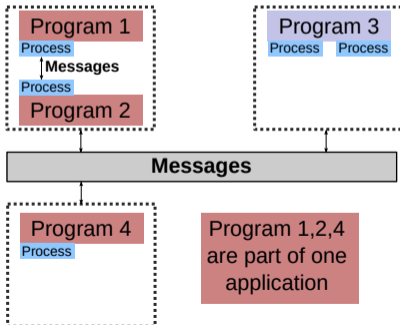 Program 1
Process
Messages
Process
Program 2
Program 3
Process Process
Messages
Program 4
Process
Program 1,2,4
are part of one
application